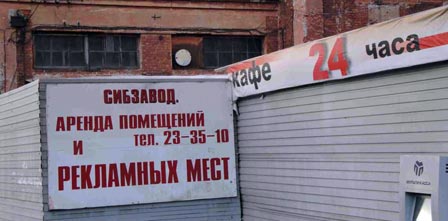 СИБЗАВОД.
АРЕНДА ПОМЕЩЕНИЙ
И тел. 23-35-10
РЕКЛАМНЫХ МЕСТ
кафе 24 часа